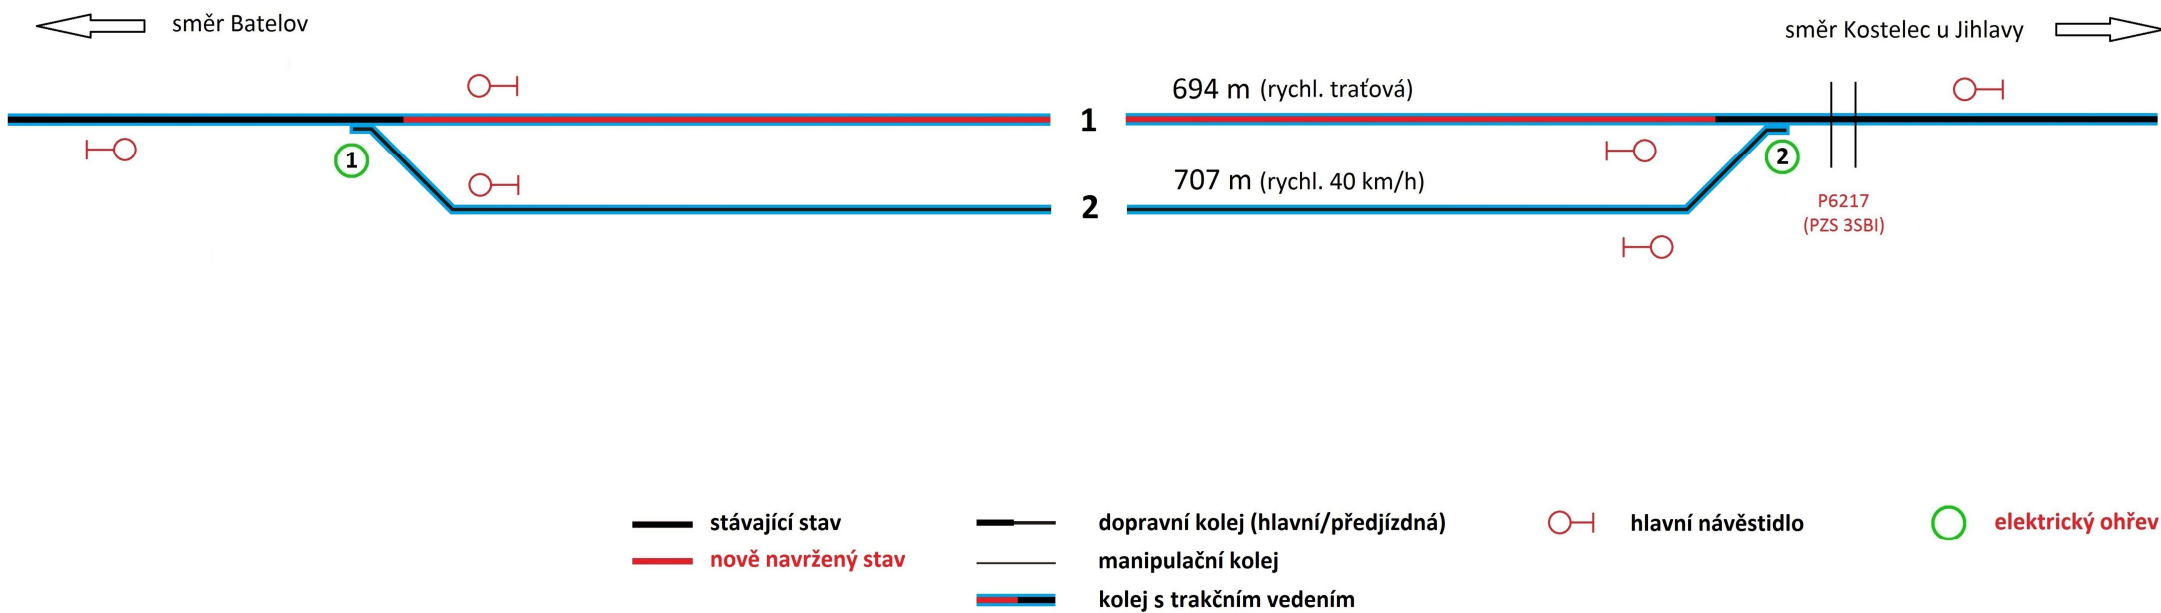 směr Batelov
směr Kostelec u Jihlavy
694 m (rychl. traťová)
1
1
2
707 m (rychl. 40 km/h)
2
P6217
(PZS 3SBI)
stávající stav
dopravní kolej (hlavní/předjízdná)
hlavní návěstidlo
elektrický ohřev
nově navržený stav
manipulační kolej
kolej s trakčním vedením